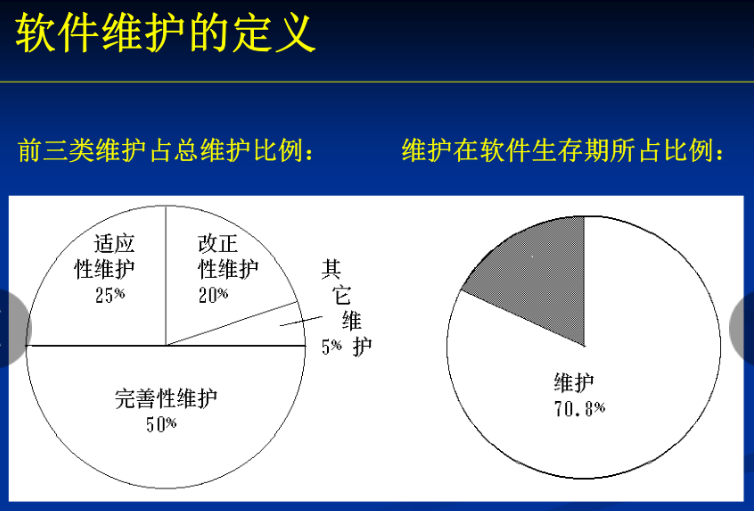 软件维护的定义
前三类维护占总维护比例：
维护在软件生存期所占比例：
适应
性维护
25%
改正
性维护
20%
其
它
维
5% 护
完善性维护
50%
维护
70.8%